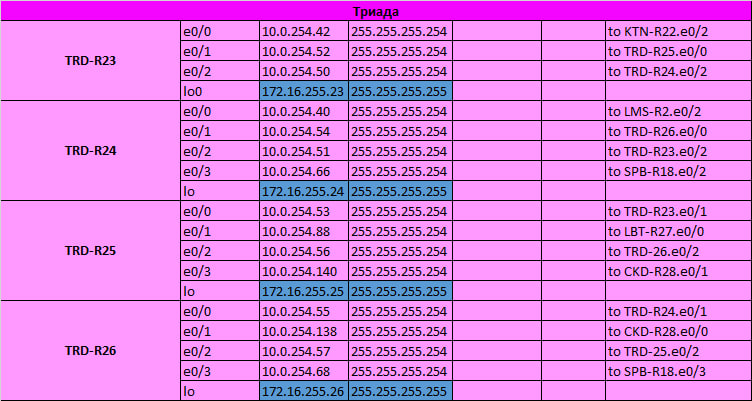 Триада
TRD-R23
e0/0 10.0.254.42 255.255.255.254 to KTN-R22.e0/2
e0/1 10.0.254.52 255.255.255.254 to TRD-R25.e0/0
e0/2 10.0.254.50 255.255.255.254 to TRD-R24.e0/2
lo0 172.16.255.23 255.255.255.255
TRD-R24
e0/0 10.0.254.40 255.255.255.254 to LMS-R2.e0/2
e0/1 10.0.254.54 255.255.255.254 to TRD-R26.e0/0
e0/2 10.0.254.51 255.255.255.254 to TRD-R23.e0/2
e0/3 10.0.254.66 255.255.255.254 to SPB-R18.e0/2
lo 172.16.255.24 255.255.255.255
TRD-R25
e0/0 10.0.254.53 255.255.255.254 to TRD-R23.e0/1
e0/1 10.0.254.88 255.255.255.254 to LBT-R27.e0/0
e0/2 10.0.254.56 255.255.255.254 to TRD-26.e0/2
e0/3 10.0.254.140 255.255.255.254 to CKD-R28.e0/1
lo 172.16.255.25 255.255.255.255
TRD-R26
e0/0 10.0.254.55 255.255.255.254 to TRD-R24.e0/1
e0/1 10.0.254.138 255.255.255.254 to CKD-R28.e0/0
e0/2 10.0.254.57 255.255.255.254 to TRD-25.e0/2
e0/3 10.0.254.68 255.255.255.254 to SPB-R18.e0/3
lo 172.16.255.26 255.255.255.255